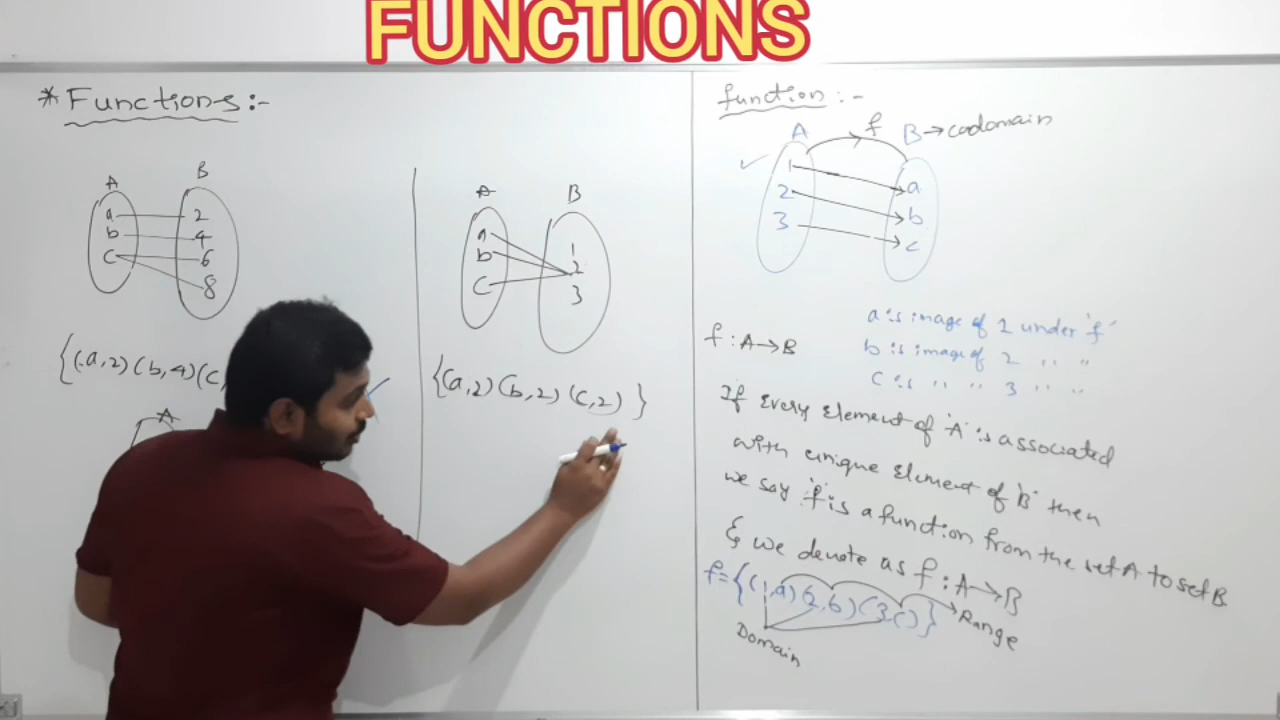 FUNCTIONS
* Functions:-
A B
a 2
b 4
c 6
8
{(a,2)(b,4)(c,
A
A B
a 1
b 2
c 3
{(a,2)(b,2)(c,2)}
function:-
A f B→codomain
1 a
2 b
3 c
a is image of 1 under 'f'
b is image of 2 " "
c is " " 3 " "
f:A→B
If every element of 'A' is associated
with unique element of 'B' then
we say 'f' is a function from the set A to set B
& we denote as f:A→B
f={(1,a)(2,b)(3,c)}
Range
Domain